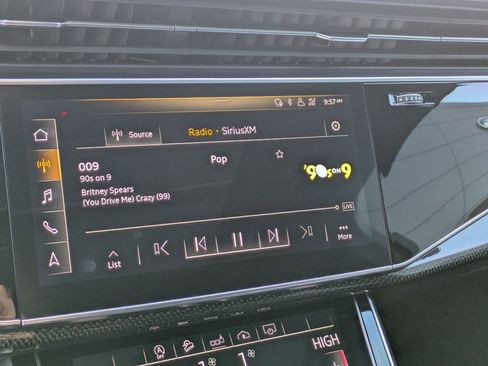 9:57 AM
Source
Radio • SiriusXM
009
Pop
90s on 9
'90s ON 9
Britney Spears
(You Drive Me) Crazy (99)
LIVE
List
More
HIGH